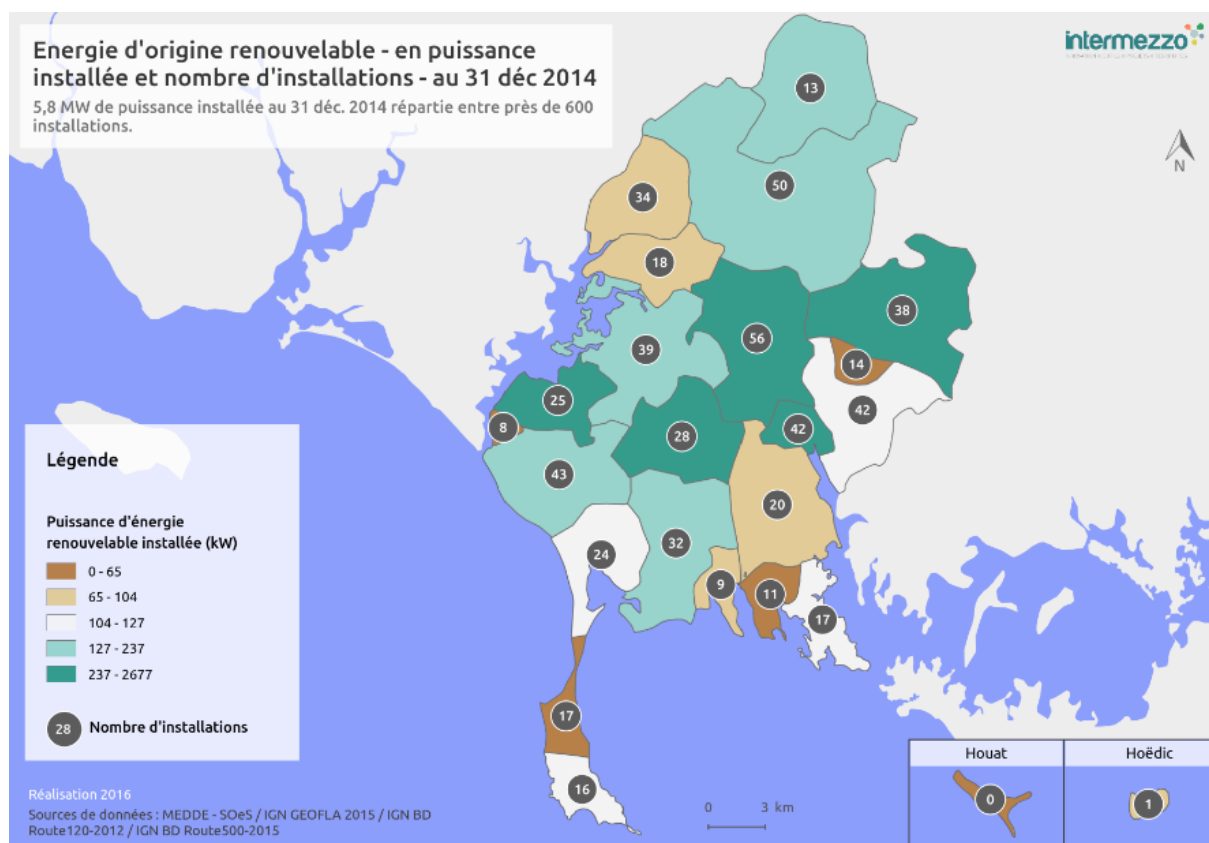 Energie d'origine renouvelable - en puissance
installée et nombre d'installations - au 31 déc 2014
5,8 MW de puissance installée au 31 déc. 2014 répartie entre près de 600
installations.
intermezzo
N
13
50
34
18
38
56
39
14
25
42
8
42
28
43
20
24
32
9
11
17
17
16
Légende
Puissance d'énergie
renouvelable installée (kW)
0 - 65
65 - 104
104 - 127
127 - 237
237 - 2677
28 Nombre d'installations
Réalisation 2016
Sources de données : MEDDE - SOeS / IGN GEOFLA 2015 / IGN BD
Route120-2012 / IGN BD Route500-2015
0 3 km
Houat
0
Hoëdic
1